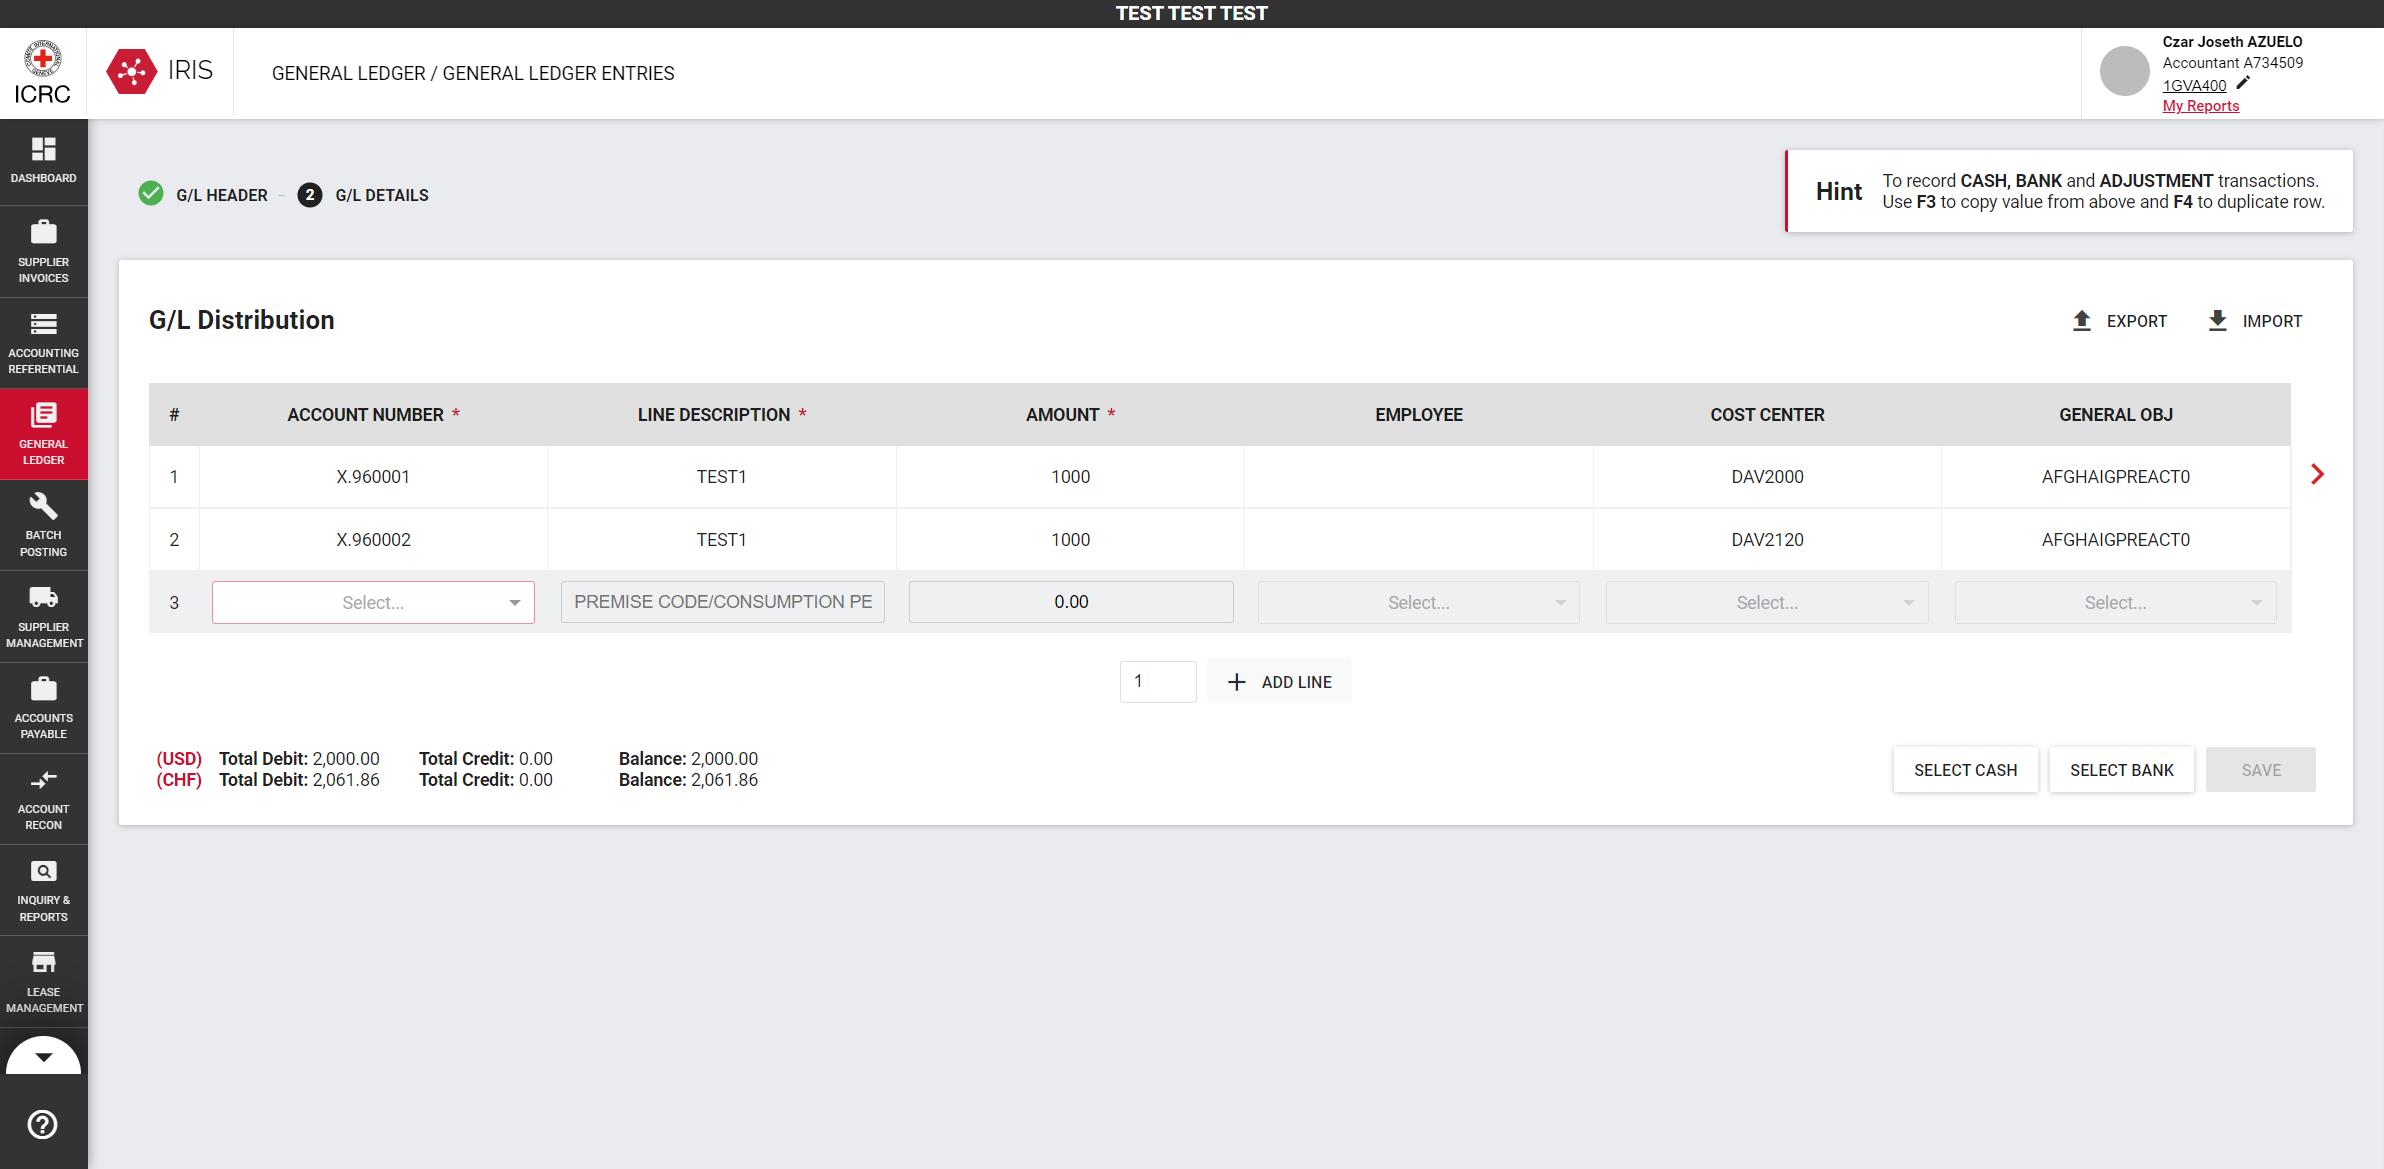 TEST TEST TEST
ICRC
IRIS
GENERAL LEDGER / GENERAL LEDGER ENTRIES
Czar Joseth AZUELO
Accountant A734509
1GVA400
My Reports
DASHBOARD
SUPPLIER
INVOICES
ACCOUNTING
REFERENTIAL
GENERAL
LEDGER
BATCH
POSTING
SUPPLIER
MANAGEMENT
ACCOUNTS
PAYABLE
ACCOUNT
RECON
INQUIRY &
REPORTS
LEASE
MANAGEMENT
G/L HEADER – 2 G/L DETAILS
Hint
To record CASH, BANK and ADJUSTMENT transactions.
Use F3 to copy value from above and F4 to duplicate row.
G/L Distribution
EXPORT IMPORT
# ACCOUNT NUMBER * LINE DESCRIPTION * AMOUNT * EMPLOYEE COST CENTER GENERAL OBJ
1 X.960001 TEST1 1000 DAV2000 AFGHAIGPREACT0
2 X.960002 TEST1 1000 DAV2120 AFGHAIGPREACT0
3 Select... PREMISE CODE/CONSUMPTION PE 0.00 Select... Select... Select...
1 + ADD LINE
(USD) Total Debit: 2,000.00 Total Credit: 0.00 Balance: 2,000.00
(CHF) Total Debit: 2,061.86 Total Credit: 0.00 Balance: 2,061.86
SELECT CASH SELECT BANK SAVE